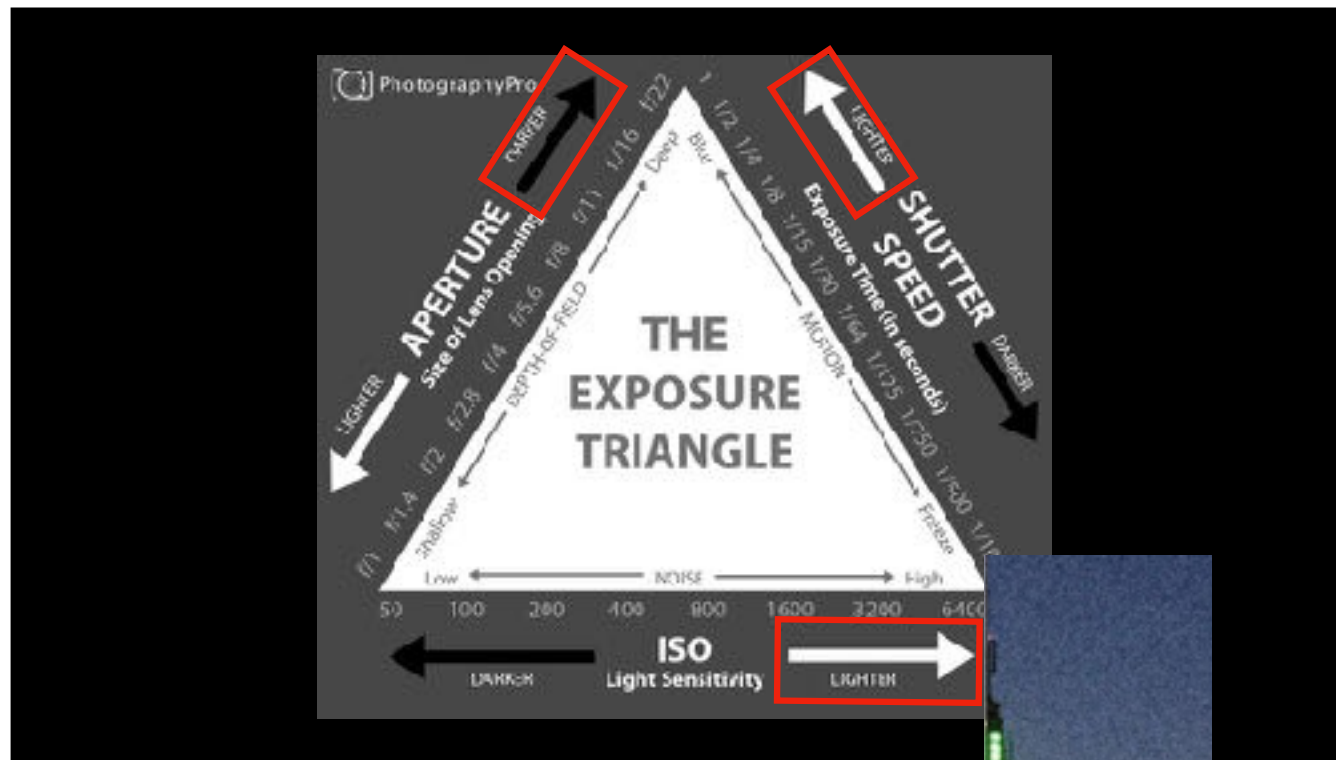 PhotographyPro
DARKER
APERTURE
Size of Lens Opening
LIGHTER
f/22
f/16
f/11
f/8
f/5.6
f/4
f/2.8
f/2
f/1.4
f/1
Deep
DEPTH-OF-FIELD
Shallow
LIGHTER
SHUTTER
SPEED
Exposure Time (in seconds)
DARKER
1
1/2
1/4
1/8
1/15
1/30
1/64
1/125
1/250
1/500
Blur
MOTION
Freeze
THE
EXPOSURE
TRIANGLE
Low NOISE High
50 100 200 400 800 1600 3200 6400
ISO
DARKER Light Sensitivity LIGHTER